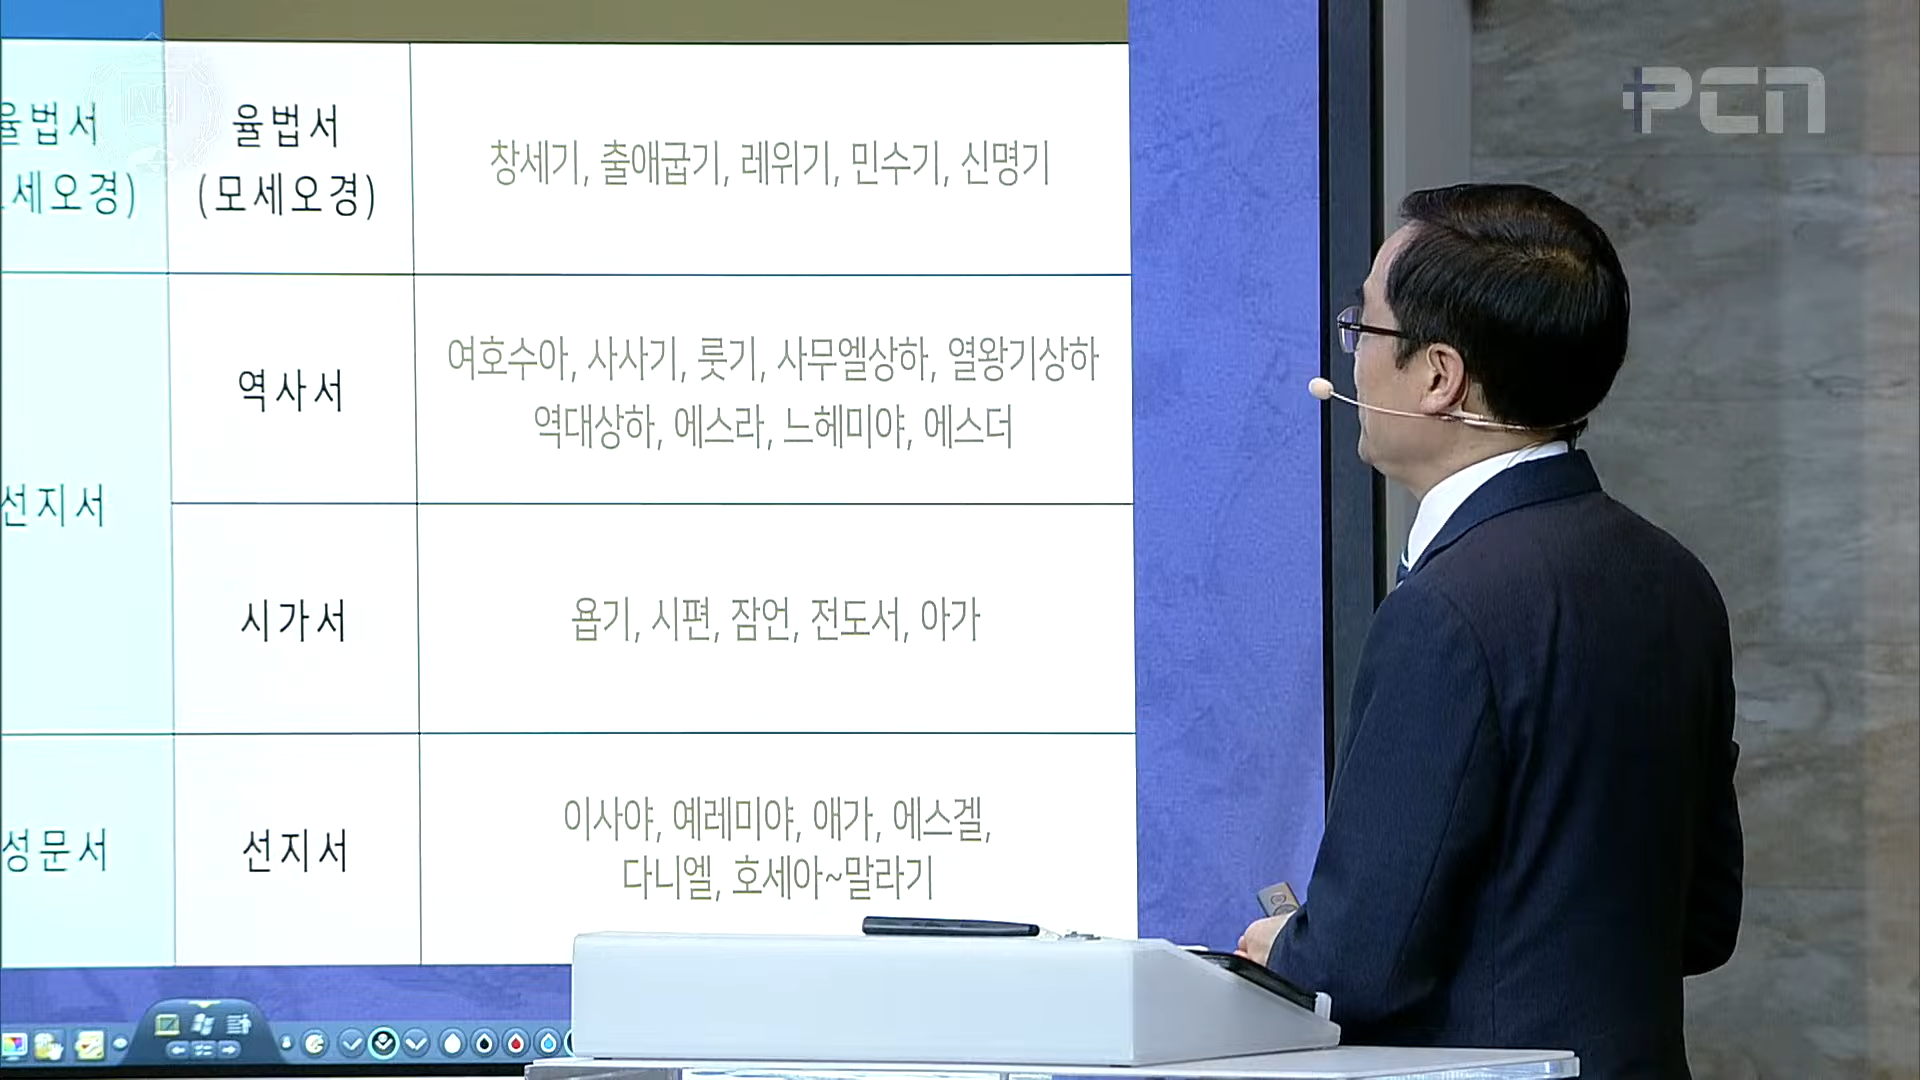 PCN
율법서
세오경)
율법서
(모세오경)
창세기, 출애굽기, 레위기, 민수기, 신명기
선지서
역사서
여호수아, 사사기, 룻기, 사무엘상하, 열왕기상하
역대상하, 에스라, 느헤미야, 에스더
시가서
욥기, 시편, 잠언, 전도서, 아가
성문서
선지서
이사야, 예레미야, 애가, 에스겔,
다니엘, 호세아~말라기